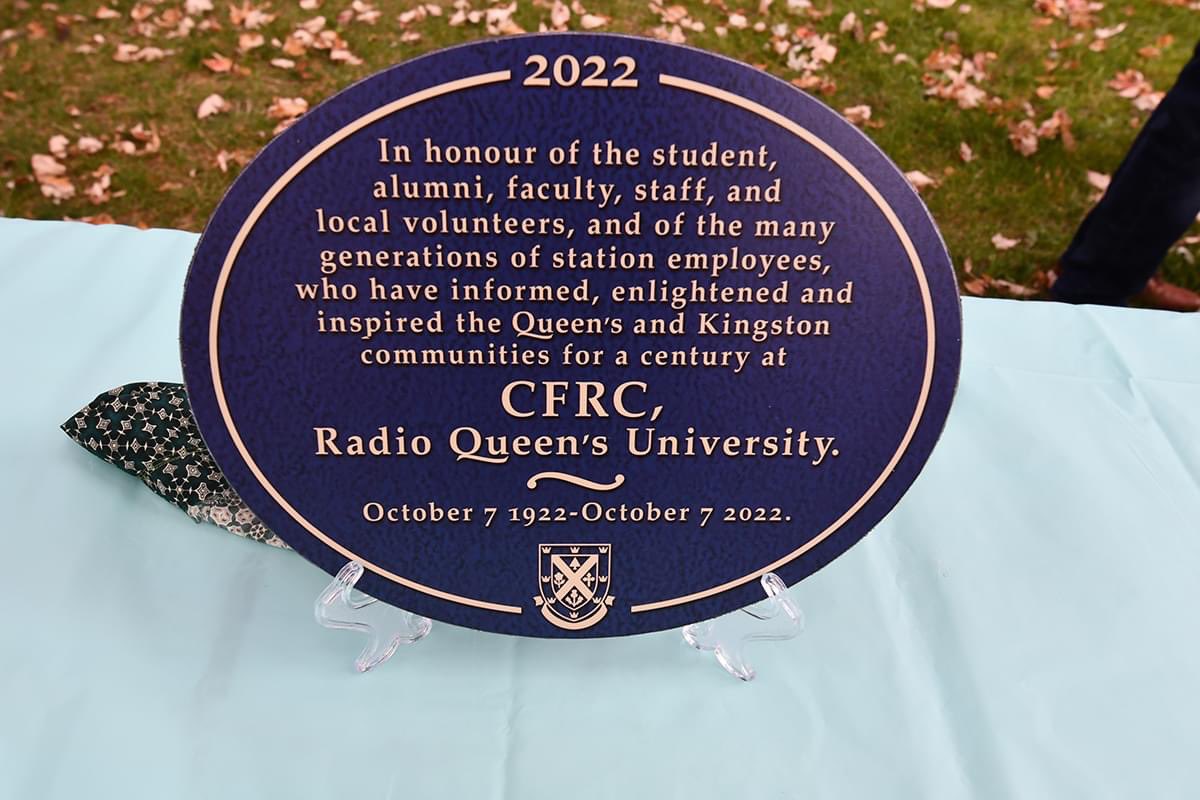 2022
In honour of the student,
alumni, faculty, staff, and
local volunteers, and of the many
generations of station employees,
who have informed, enlightened and
inspired the Queen's and Kingston
communities for a century at
CFRC,
Radio Queen's University.
October 7 1922-October 7 2022.